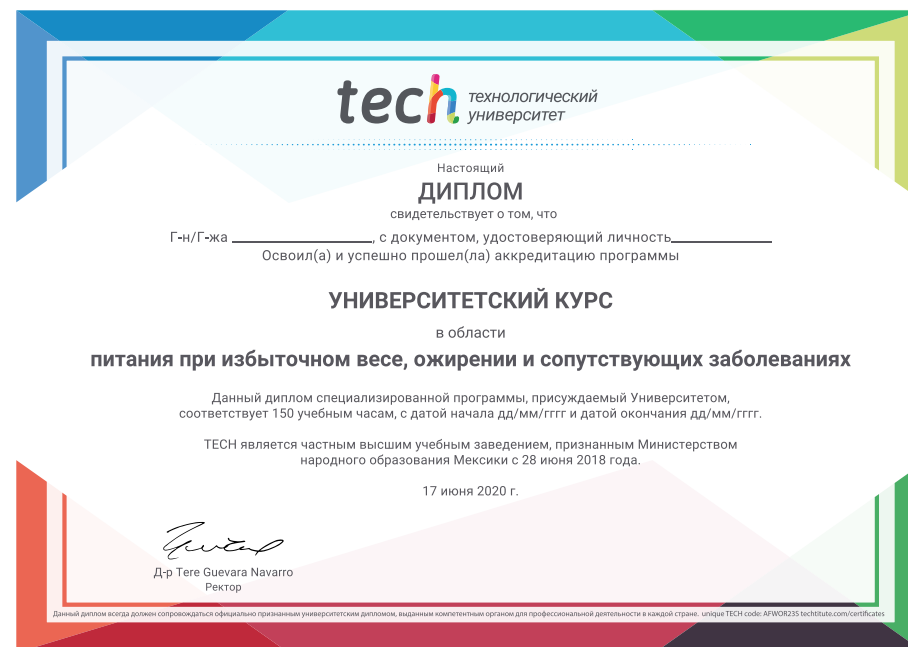 tech технологический университет
Настоящий
ДИПЛОМ
свидетельствует о том, что
Г-н/Г-жа ____________________, с документом, удостоверяющий личность______________
Освоил(а) и успешно прошел(ла) аккредитацию программы
УНИВЕРСИТЕТСКИЙ КУРС
в области
питания при избыточном весе, ожирении и сопутствующих заболеваниях
Данный диплом специализированной программы, присуждаемый Университетом,
соответствует 150 учебным часам, с датой начала дд/мм/гггг и датой окончания дд/мм/гггг.
TECH является частным высшим учебным заведением, признанным Министерством
народного образования Мексики с 28 июня 2018 года.
17 июня 2020 г.
Д-р Tere Guevara Navarro
Ректор
Данный диплом всегда должен сопровождаться официально признанным университетским дипломом, выданным компетентным органом для профессиональной деятельности в каждой стране. unique TECH code: AFWOR23S techtitute.com/certificates